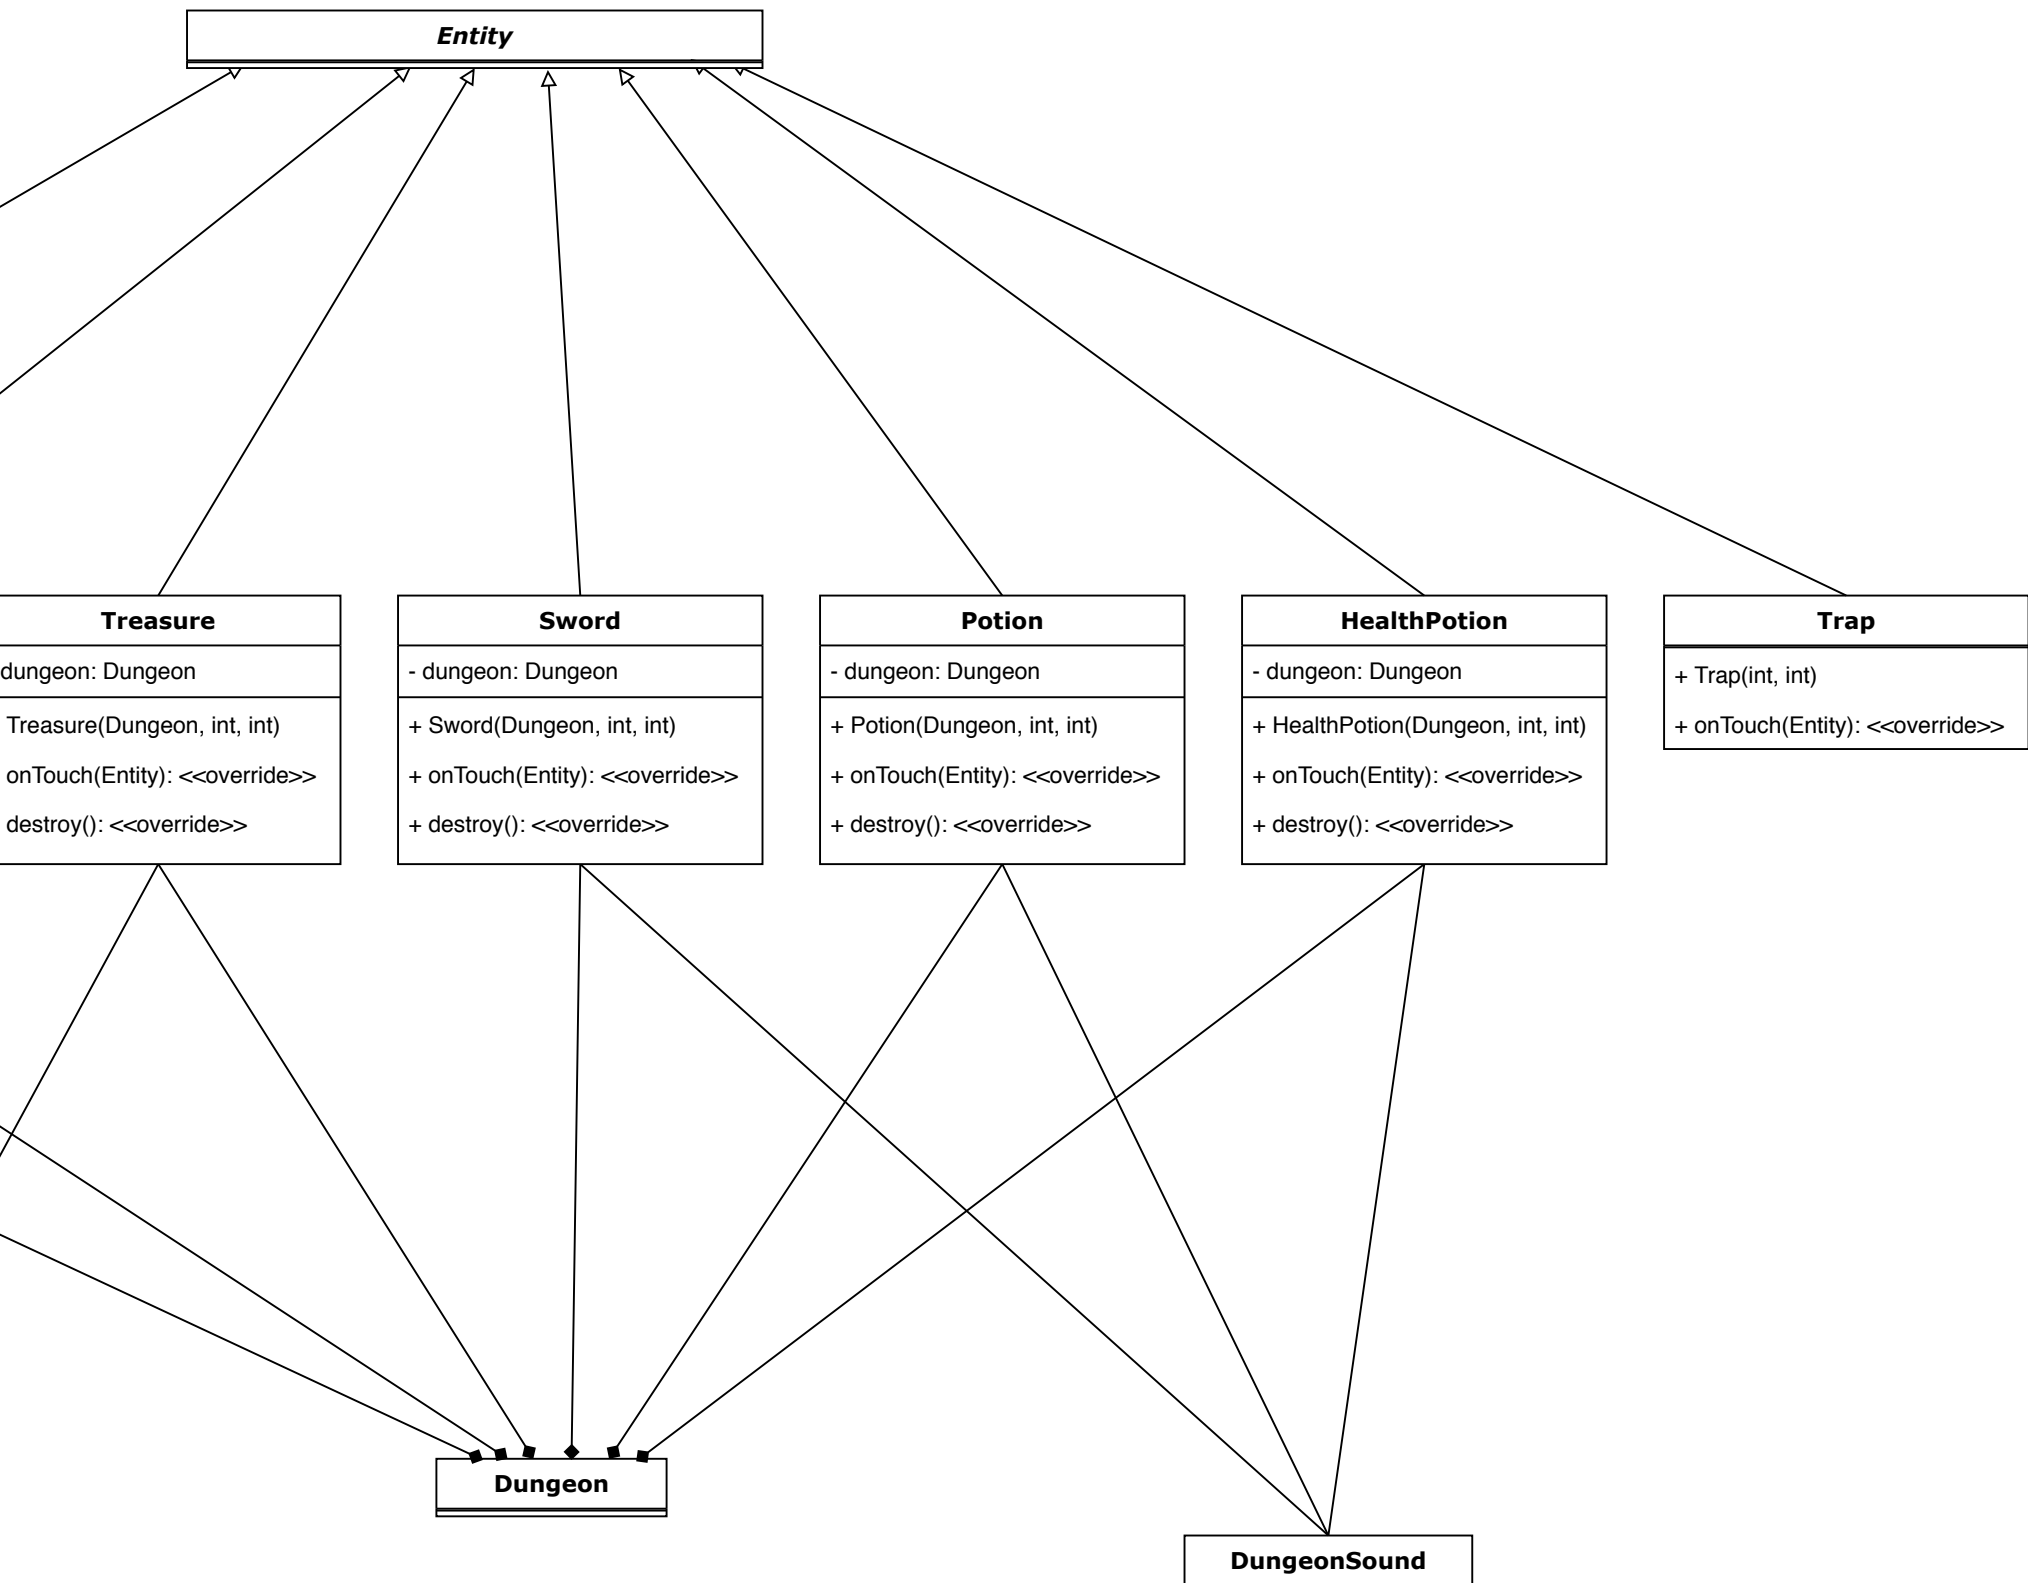 Entity
Treasure
dungeon: Dungeon
Treasure(Dungeon, int, int)
onTouch(Entity): <<override>>
destroy(): <<override>>
Sword
- dungeon: Dungeon
+ Sword(Dungeon, int, int)
+ onTouch(Entity): <<override>>
+ destroy(): <<override>>
Potion
- dungeon: Dungeon
+ Potion(Dungeon, int, int)
+ onTouch(Entity): <<override>>
+ destroy(): <<override>>
HealthPotion
- dungeon: Dungeon
+ HealthPotion(Dungeon, int, int)
+ onTouch(Entity): <<override>>
+ destroy(): <<override>>
Trap
+ Trap(int, int)
+ onTouch(Entity): <<override>>
Dungeon
DungeonSound